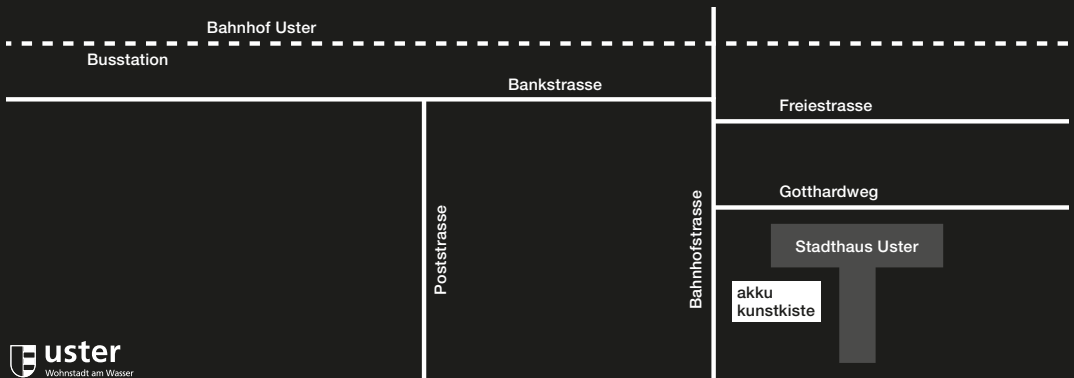 Bahnhof Uster
Busstation
Bankstrasse
Freiestrasse
Gotthardweg
Poststrasse
Bahnhofstrasse
Stadthaus Uster
akku
kunstkiste
uster
Wohnstadt am Wasser